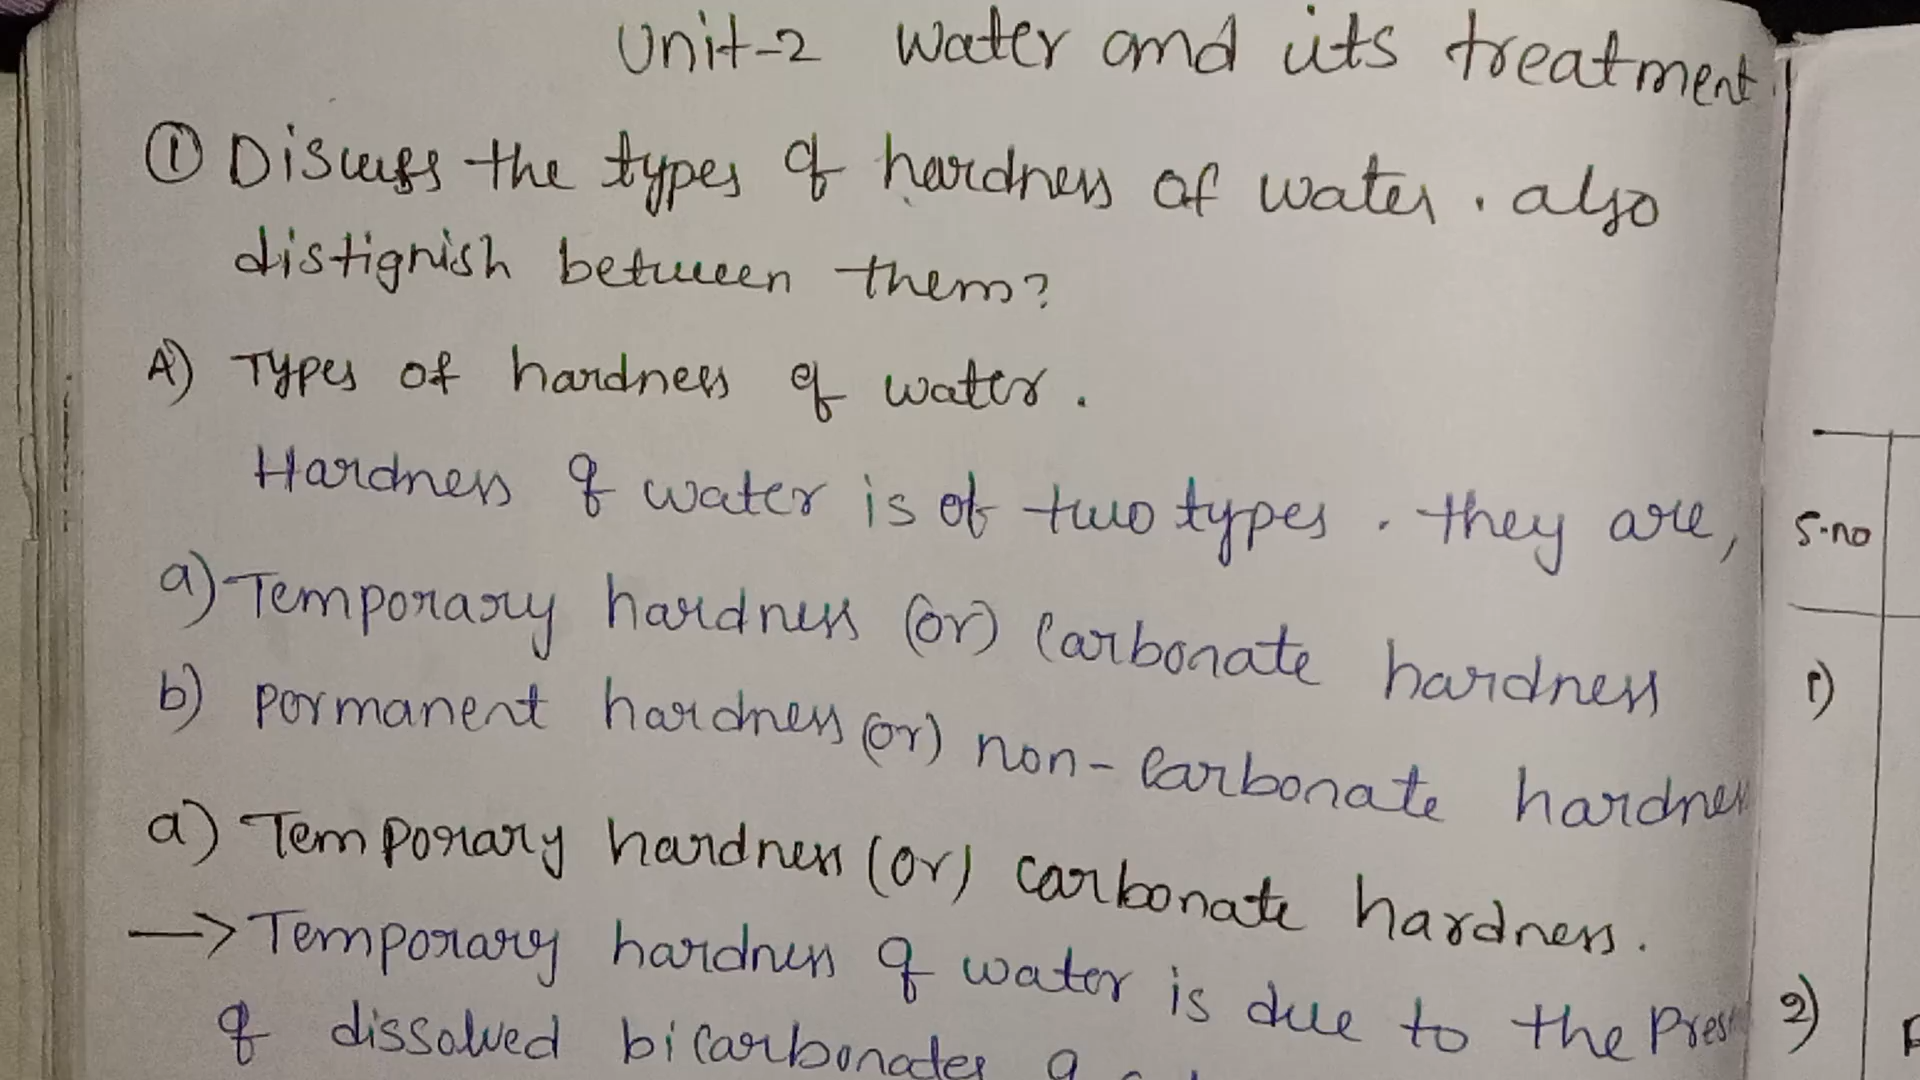 Unit-2 Water and its treatment
① Discuss the types of hardness of water. also
distignish between them?
A) Types of hardness of water.
Hardness of water is of two types. they are,
a) Temporary hardness (or) Carbonate hardness
b) permanent hardness (or) non-Carbonate
a) Temporary hardness (or) carbonate hardness.
→ Temporary hardness of water is due to the
of dissolved bicarbonates
S.no
1)
2)